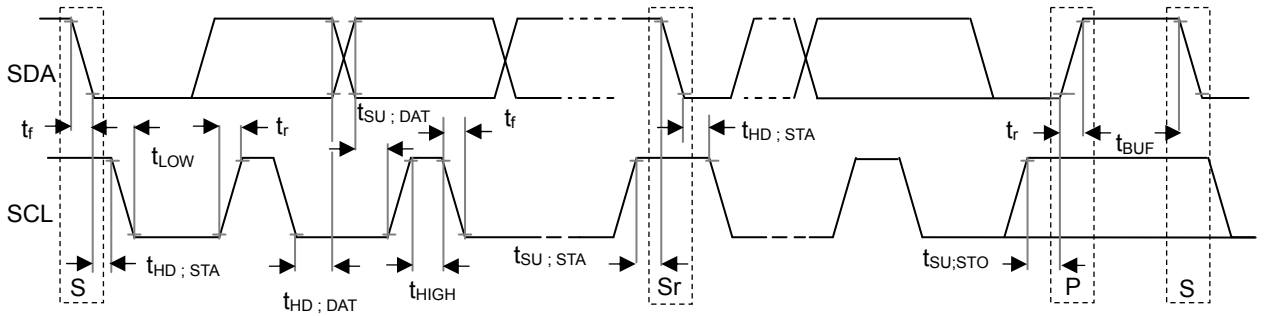 SDA
t_SU ; DAT
t_f
t_r
t_f
t_HD ; STA
t_r
t_LOW
t_BUF
SCL
t_HD ; STA
t_SU ; STA
t_SU;STO
S
t_HD ; DAT
t_HIGH
Sr
P
S